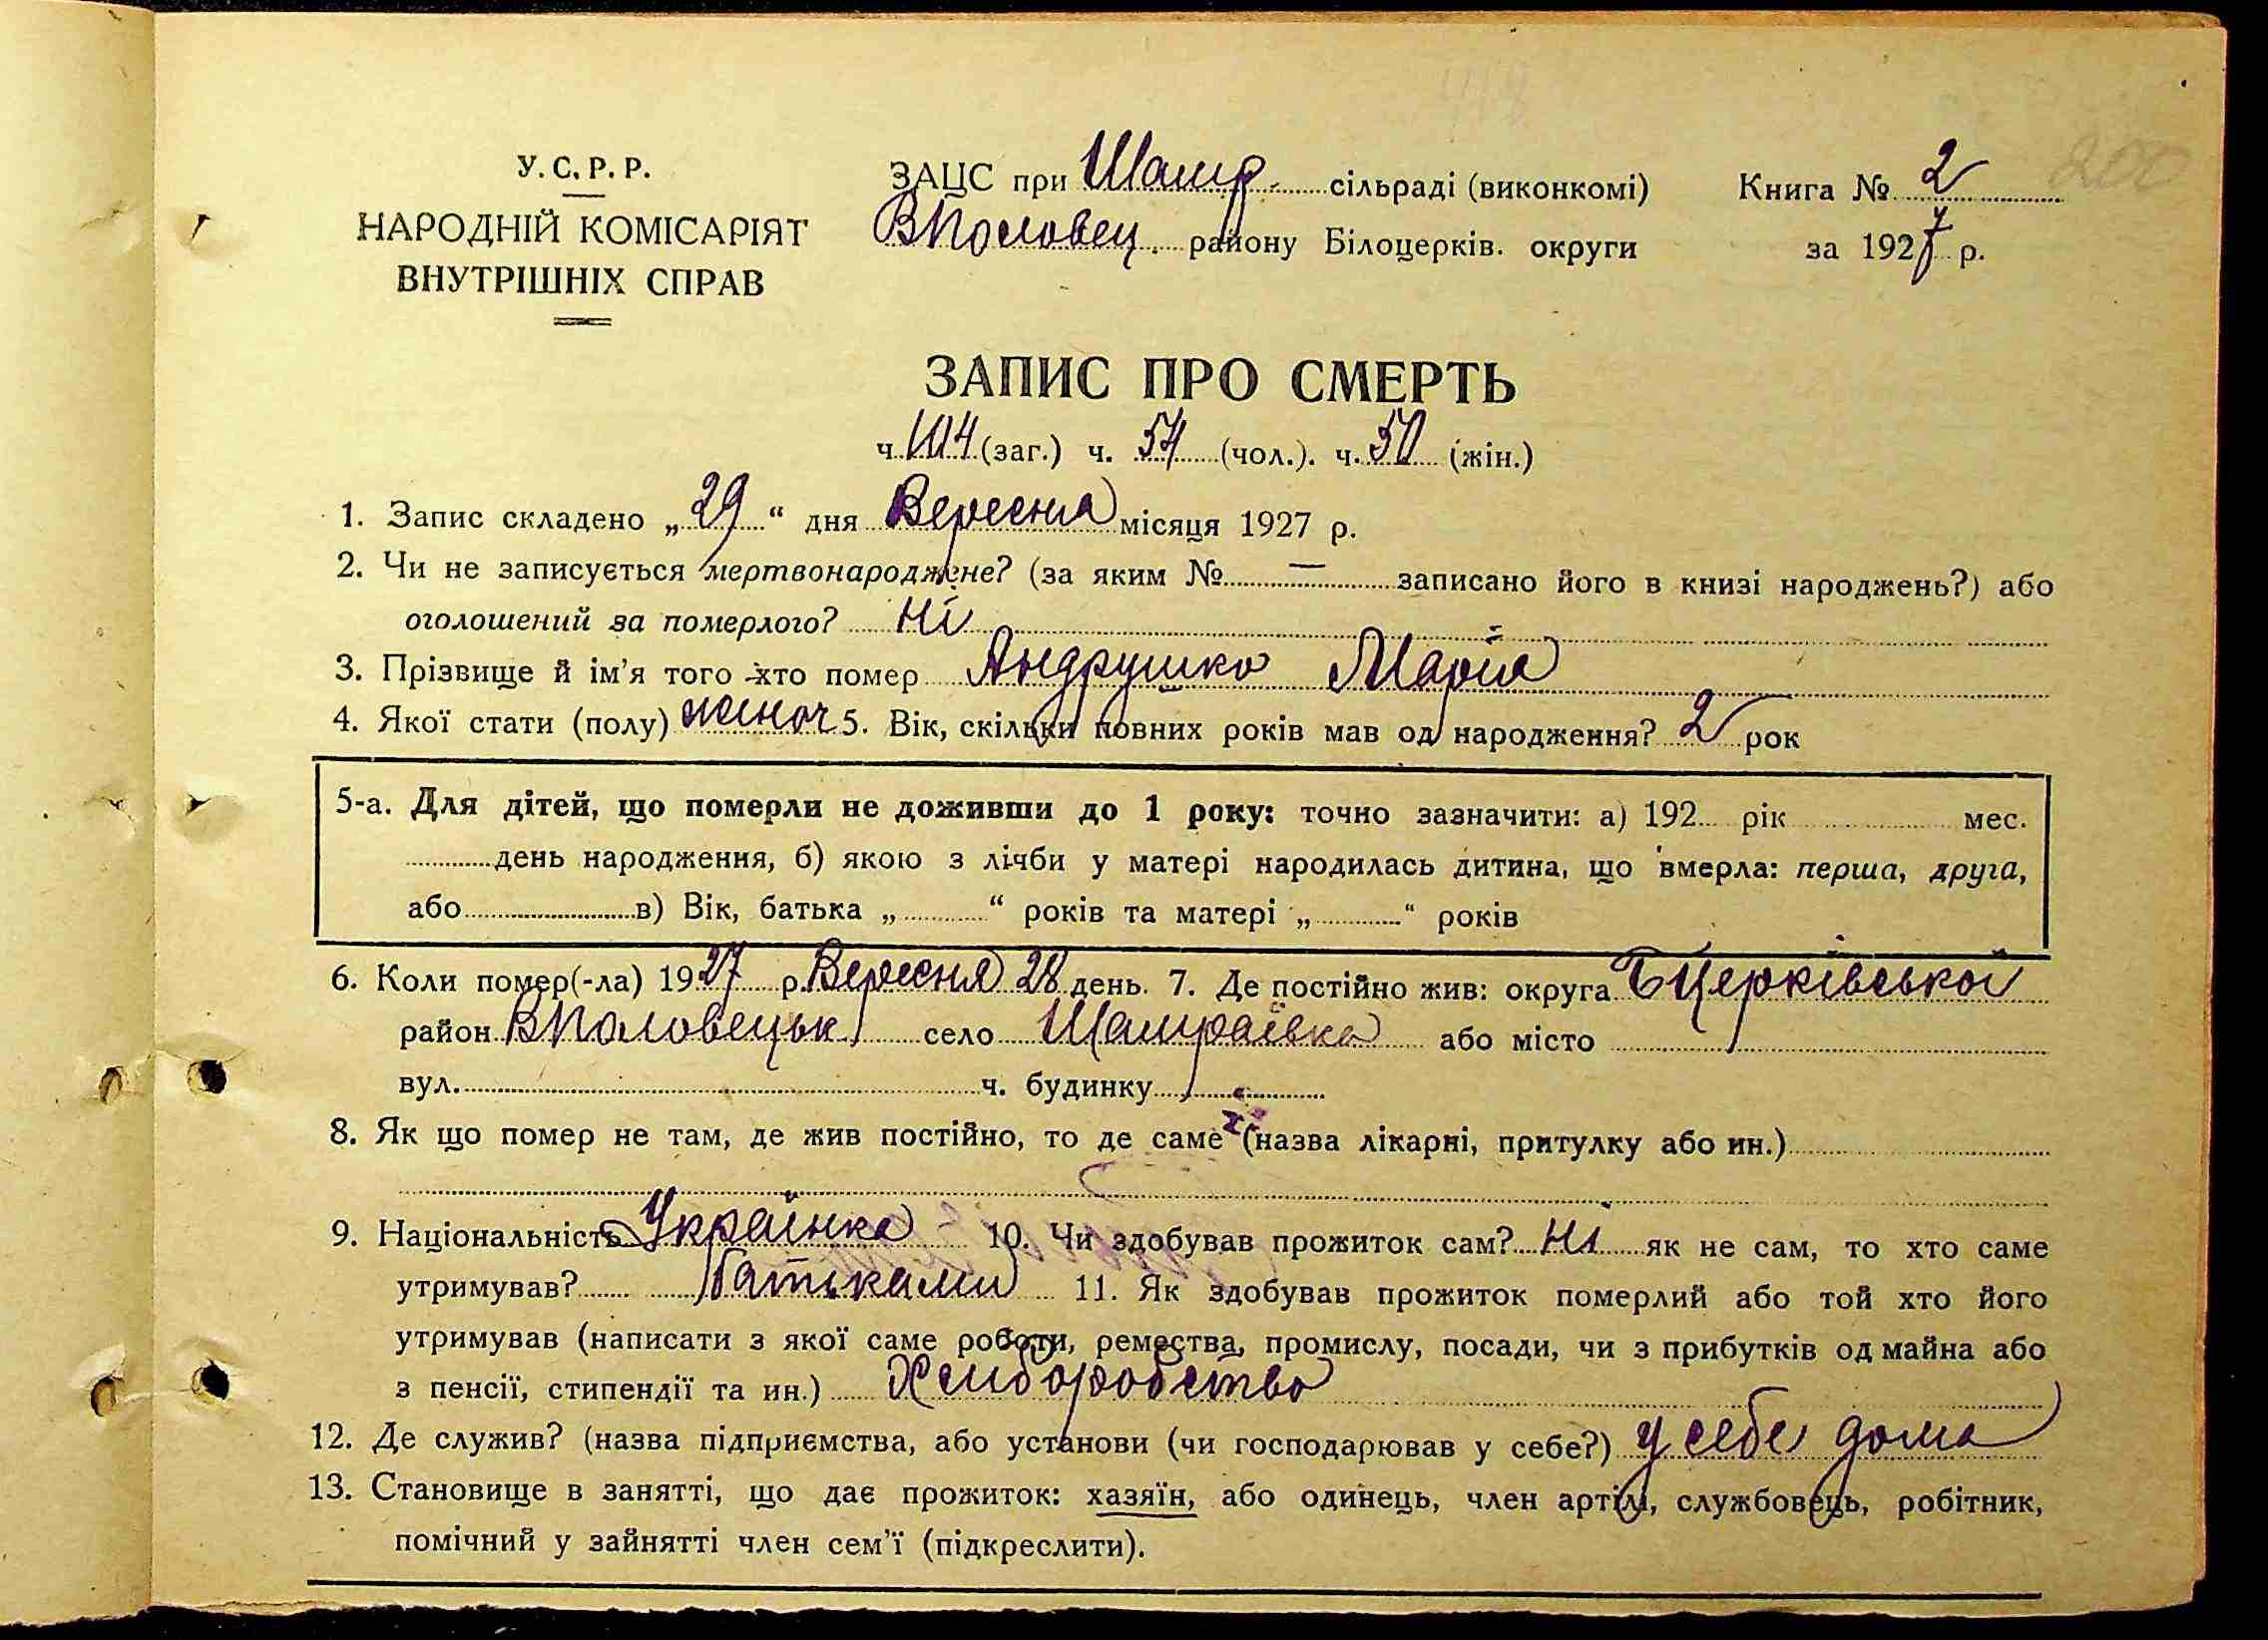 200
У.С.Р.Р.
НАРОДНІЙ КОМІСАРІЯТ
ВНУТРІШНІХ СПРАВ
ЗАЦС при Шамр. сільраді (виконкомі)
ВПоловец. району Білоцерків. округи
Книга № 2
за 1927 р.
ЗАПИС ПРО СМЕРТЬ
ч. 104 (заг.) ч. 54 (чол.). ч. 50 (жін.)
1. Запис складено „29“ дня Вересня місяця 1927 р.
2. Чи не записується мертвонароджене? (за яким № — записано його в книзі народжень?) або
оголошений за померлого? ні
3. Прізвище й ім’я того хто помер Андрушко Марія
4. Якої стати (полу) жіноч 5. Вік, скільки повних років мав од народження? 2 рок
5-а. Для дітей, що померли не доживши до 1 року: точно зазначити: а) 192 рік мес.
день народження, б) якою з лічби у матері народилась дитина, що вмерла: перша, друга,
або в) Вік, батька „ “ років та матері „ “ років
6. Коли помер(-ла) 1927 р. Вересня 28 день. 7. Де постійно жив: округа БЦерківської
район ВПоловецьк село Шамраївка або місто
вул. ч. будинку
8. Як що помер не там, де жив постійно, то де саме (назва лікарні, притулку або ин.)
9. Національність Українка 10. Чи здобував прожиток сам? ні як не сам, то хто саме
утримував? батьками 11. Як здобував прожиток померлий або той хто його
утримував (написати з якої саме роботи, ремества, промислу, посади, чи з прибутків од майна або
з пенсії, стипендії та ин.) Хліборобство
12. Де служив? (назва підприємства, або установи (чи господарював у себе?) у себе дома
13. Становище в занятті, що дає прожиток: хазяїн, або одинець, член артілі, службовець, робітник,
помічний у зайнятті член сем’ї (підкреслити).